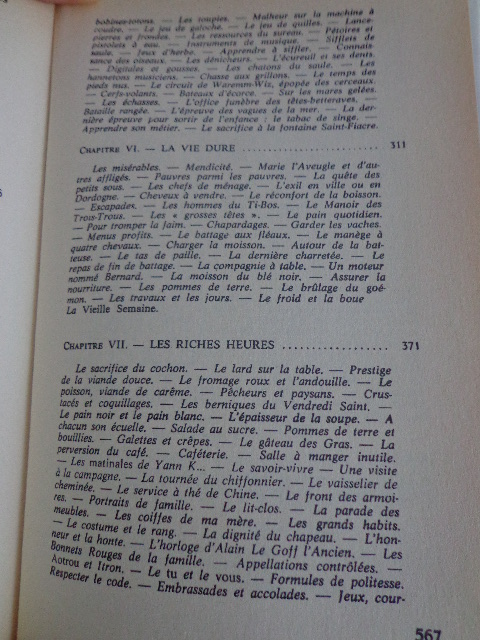 bobèses-totons. — Les toupies. — Malheur sur la machine à
coudre. — Le jeu de galoche. — Le jeu de quilles. — Lance-
pierres et frondes. — Les ressources du sureau. — Pétoires et
pistolets à eau. — Instruments de musique. — Sifflets de
saule. — Jeux d'herbe. — Apprendre à siffler. — Connais-
sance des oiseaux. — Les dénicheurs. — L'écureuil et ses dents.
— Digitales et gousses. — Les chatons du saule. — Les
hannetons musiciens. — Chasse aux grillons. — Le temps des
pieds nus. — Le circuit de Waremm-Wiz, épopée des cerceaux.
— Cerfs-volants. — Bateaux d'écorce. — Sur les mares gelées.
— Les échasses. — L'office funèbre des têtes-betteraves. —
Bataille rangée. — L'épreuve des vagues de la mer. — La der-
nière épreuve pour sortir de l'enfance : le tabac de singe. —
Apprendre son métier. — Le sacrifice à la fontaine Saint-Fiacre.
CHAPITRE VI. — LA VIE DURE ........................ 311
Les misérables. — Mendicité. — Marie l'Aveugle et d'au-
tres affligés. — Pauvres parmi les pauvres. — La quête des
petits sous. — Les chefs de ménage. — L'exil en ville ou en
Dordogne. — Cheveux à vendre. — Le réconfort de la boisson.
— Escapades. — Les hommes du Ti-Bos. — Le Manoir des
Trois-Trous. — Les « grosses têtes ». — Le pain quotidien.
— Pour tromper la faim. — Chapardages. — Garder les vaches.
— Menus profits. — Le battage aux fléaux. — Le manège à
quatre chevaux. — Charger la moisson. — Autour de la bat-
teuse. — Le tas de paille. — La dernière charretée. — Le
repas de fin de battage. — La compagnie à table. — Un moteur
nommé Bernard. — La moisson du blé noir. — Assurer la
nourriture. — Les pommes de terre. — Le brûlage du goé-
mon. — Les travaux et les jours. — Le froid et la boue
La Vieille Semaine.
CHAPITRE VII. — LES RICHES HEURES .................. 371
Le sacrifice du cochon. — Le lard sur la table. — Prestige
de la viande douce. — Le fromage roux et l'andouille. — Le
poisson, viande de carême. — Pêcheurs et paysans. — Crus-
tacés et coquillages. — Les berniques du Vendredi Saint. —
Le pain noir et le pain blanc. — L'épaisseur de la soupe. — A
chacun son écuelle. — Salade au sucre. — Pommes de terre et
bouillies. — Galettes et crêpes. — Le gâteau des Gras. — La
perversion du café. — Cafèterie. — Salle à manger inutile.
— Les matinales de Yann K... — Le savoir-vivre — Une visite
à la campagne. — La tournée du chiffonnier. — Le vaisselier de
cheminée. — Le service à thé de Chine. — Le front des armoi-
res. — Portraits de famille. — Le lit-clos. — La parade des
meubles. — Les coiffes de ma mère. — Les grands habits.
— Le costume et le rang. — La dignité du chapeau. — L'hon-
neur et la honte. — L'horloge d'Alain Le Goff l'Ancien. — Les
Bonnets Rouges de la famille. — Appellations contrôlées. —
Aotrou et Itron. — Le tu et le vous. — Formules de politesse.
Respecter le code. — Embrassades et accolades. — Jeux, cour-
567